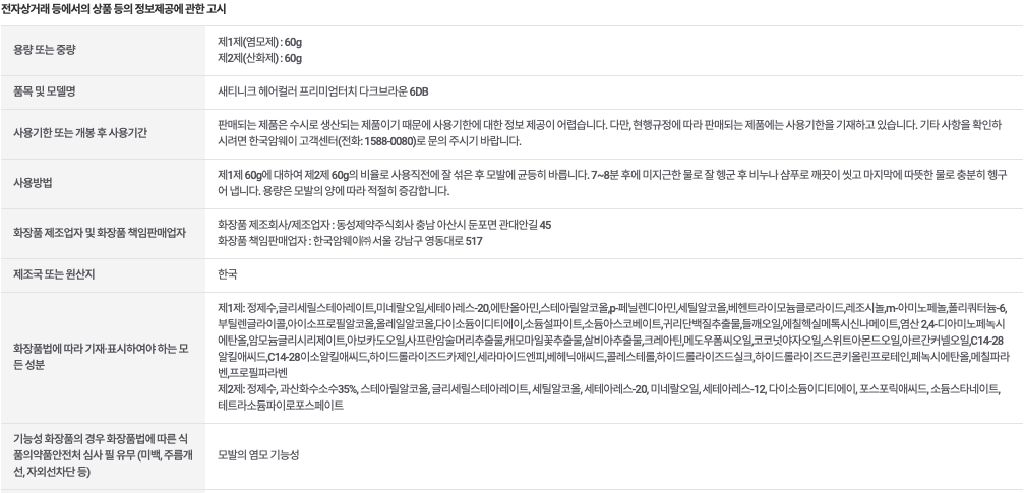 전자상거래 등에서의 상품 등의 정보제공에 관한 고시
용량 또는 중량
제1제(염모제) : 60g
제2제(산화제) : 60g
품목 및 모델명
새티니크 헤어컬러 프리미엄터치 다크브라운 6DB
사용기한 또는 개봉 후 사용기간
판매되는 제품은 수시로 생산되는 제품이기 때문에 사용기한에 대한 정보 제공이 어렵습니다. 다만, 현행규정에 따라 판매되는 제품에는 사용기한을 기재하고 있습니다. 기타 사항을 확인하
시려면 한국암웨이 고객센터(전화: 1588-0080)로 문의 주시기 바랍니다.
사용방법
제1제 60g에 대하여 제2제 60g의 비율로 사용직전에 잘 섞은 후 모발에 균등히 바릅니다. 7~8분 후에 미지근한 물로 잘 헹군 후 비누나 샴푸로 깨끗이 씻고 마지막에 따뜻한 물로 충분히 헹구
어 냅니다. 용량은 모발의 양에 따라 적절히 증감합니다.
화장품 제조업자 및 화장품 책임판매업자
화장품 제조회사/제조업자 : 동성제약주식회사 충남 아산시 둔포면 관대안길 45
화장품 책임판매업자 : 한국암웨이㈜ 서울 강남구 영동대로 517
제조국 또는 원산지
한국
화장품법에 따라 기재·표시하여야 하는 모
든 성분
제1제: 정제수,글리세릴스테아레이트,미네랄오일,세테아레스-20,에탄올아민,스테아릴알코올,p-페닐렌디아민,세틸알코올,베헨트라이모늄클로라이드,레조시놀,m-아미노페놀,폴리쿼터늄-6,
부틸렌글라이콜,아이소프로필알코올,올레일알코올,다이소듐이디티에이,소듐설파이트,소듐아스코베이트,귀리단백질추출물,들깨오일,에칠헥실메톡시신나메이트,염산 2,4-디아미노페녹시
에탄올,암모늄글리시리제이트,아보카도오일,사프란암술머리추출물,캐모마일꽃추출물,살비아추출물,크레아틴,메도우폼씨오일,코코넛야자오일,스위트아몬드오일,아르간커넬오일,C14-28
알킬애씨드,C14-28이소알킬애씨드,하이드롤라이즈드카제인,세라마이드엔피,베헤닉애씨드,콜레스테롤,하이드롤라이즈드실크,하이드롤라이즈드콘키올린프로테인,페녹시에탄올,메칠파라
벤,프로필파라벤
제2제: 정제수, 과산화수소수35%, 스테아릴알코올, 글리세릴스테아레이트, 세틸알코올, 세테아레스-20, 미네랄오일, 세테아레스-12, 다이소듐이디티에이, 포스포릭애씨드, 소듐스타네이트,
테트라소듐파이로포스페이트
기능성 화장품의 경우 화장품법에 따른 식
품의약품안전처 심사 필 유무 (미백, 주름개
선, 자외선차단 등)
모발의 염모 기능성